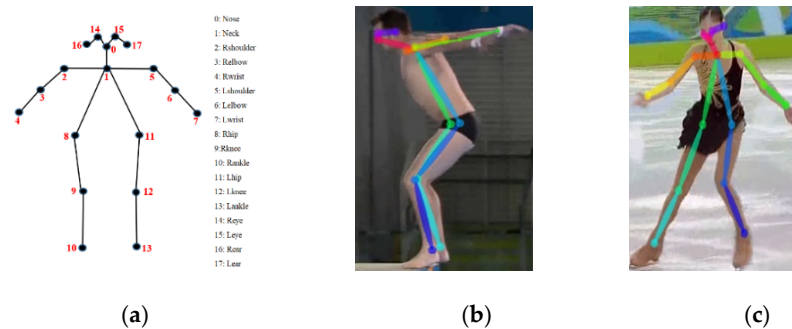 0: Nose
1: Neck
2: Rshoulder
3: Relbow
4: Rwrist
5: Lshoulder
6: Lelbow
7: Lwrist
8: Rhip
9:Rknee
10: Rankle
11: Lhip
12: Lknee
13: Lankle
14: Reye
15: Leye
16: Rear
17: Lear
14 15
16 0 17
2 1 5
3 6
4 7
8 11
9 12
10 13
(a) (b) (c)